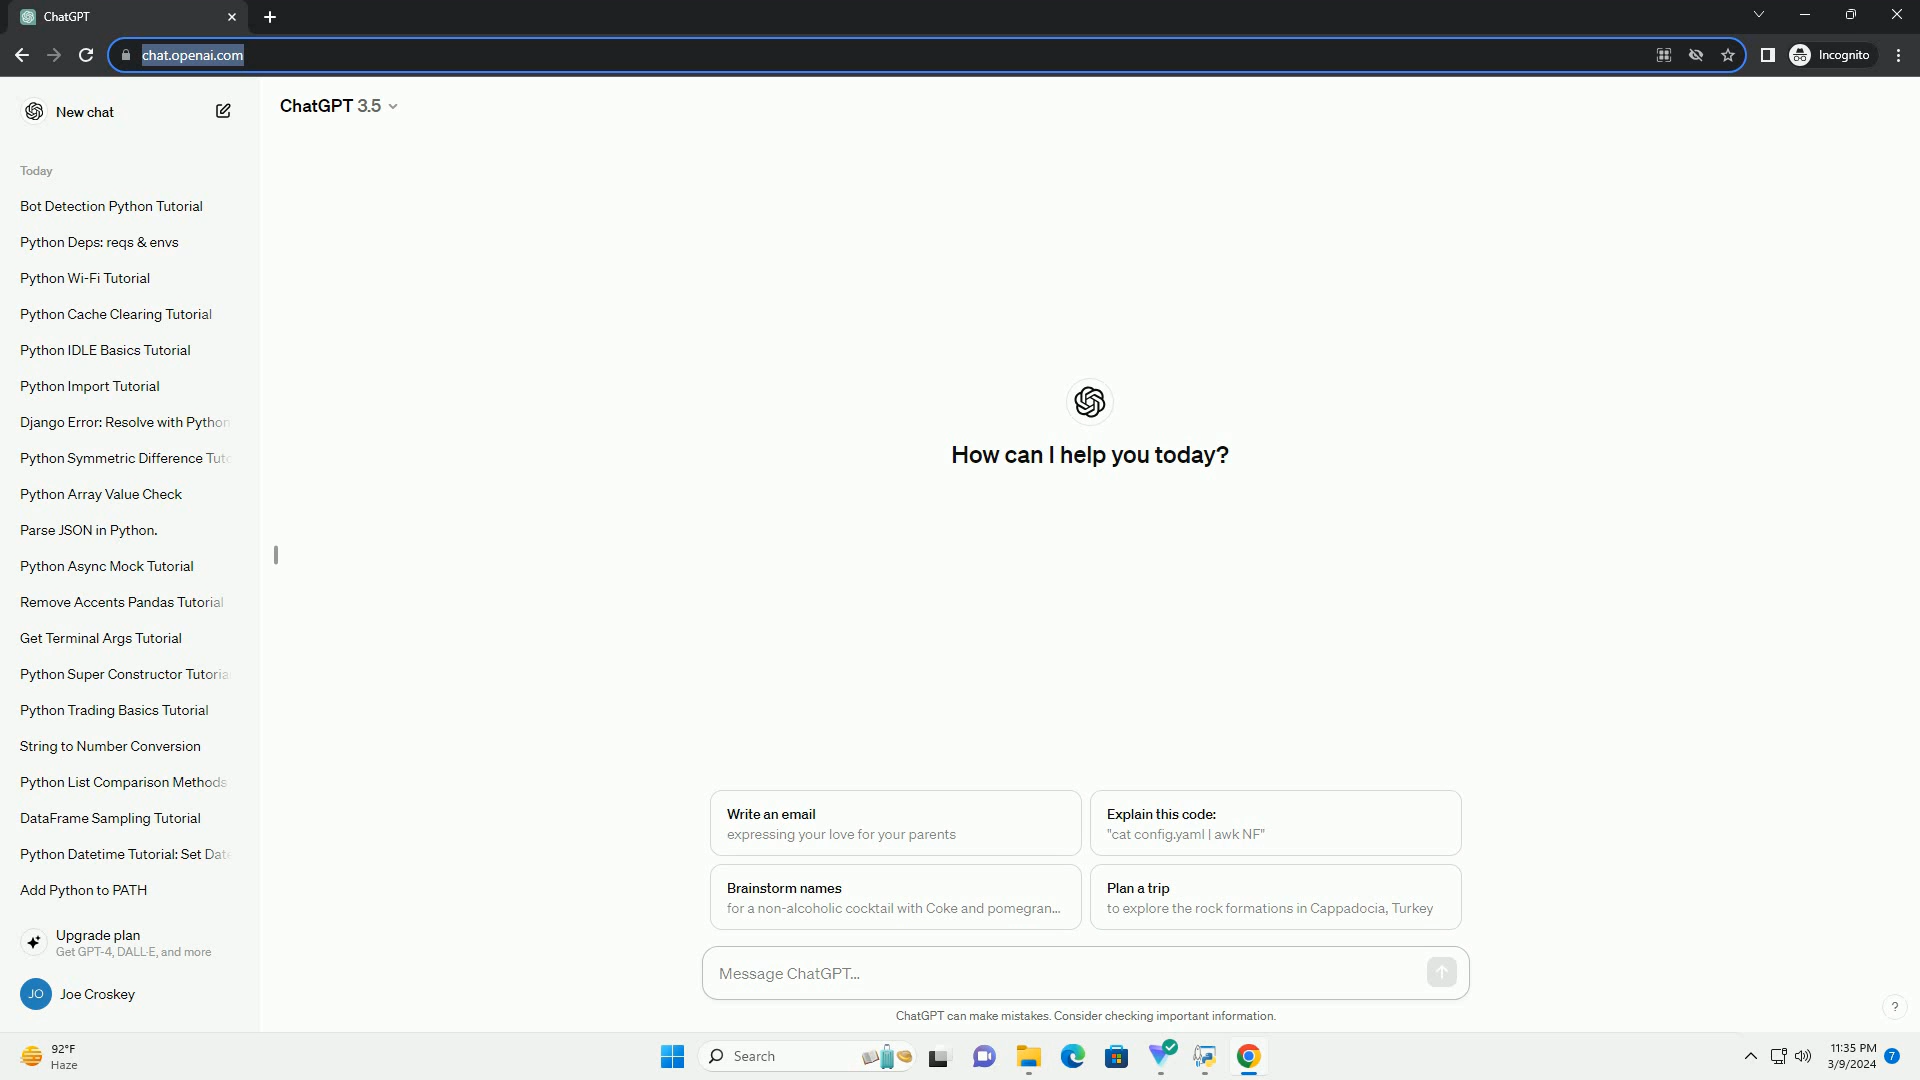 ChatGPT
chat.openai.com
Incognito
New chat
ChatGPT 3.5
Today
Bot Detection Python Tutorial
Python Deps: reqs & envs
Python Wi-Fi Tutorial
Python Cache Clearing Tutorial
Python IDLE Basics Tutorial
Python Import Tutorial
Django Error: Resolve with Python
Python Symmetric Difference Tuto
Python Array Value Check
Parse JSON in Python.
Python Async Mock Tutorial
Remove Accents Pandas Tutorial
Get Terminal Args Tutorial
Python Super Constructor Tutoria
Python Trading Basics Tutorial
String to Number Conversion
Python List Comparison Methods
DataFrame Sampling Tutorial
Python Datetime Tutorial: Set Date
Add Python to PATH
Upgrade plan
Get GPT-4, DALL·E, and more
JO Joe Croskey
How can I help you today?
Write an email
expressing your love for your parents
Explain this code:
"cat config.yaml | awk NF"
Brainstorm names
for a non-alcoholic cocktail with Coke and pomegran...
Plan a trip
to explore the rock formations in Cappadocia, Turkey
Message ChatGPT...
ChatGPT can make mistakes. Consider checking important information.
?
92°F
Haze
Search
11:35 PM
3/9/2024
7